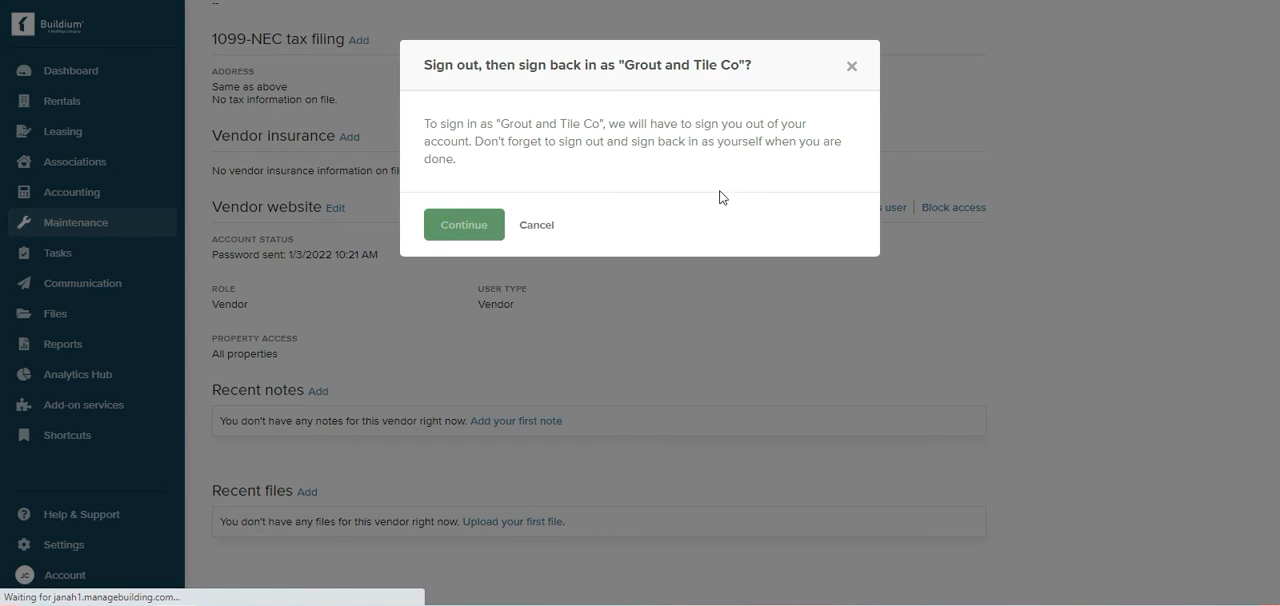 Buildium
Dashboard
Rentals
Leasing
Associations
Accounting
Maintenance
Tasks
Communication
Files
Reports
Analytics Hub
Add-on services
Shortcuts
Help & Support
Settings
JC Account
--
1099-NEC tax filing Add
ADDRESS
Same as above
No tax information on file.
Vendor insurance Add
No vendor insurance information on fil
Vendor website Edit
s user | Block access
ACCOUNT STATUS
Password sent: 1/3/2022 10:21 AM
ROLE USER TYPE
Vendor Vendor
PROPERTY ACCESS
All properties
Recent notes Add
You don't have any notes for this vendor right now. Add your first note
Recent files Add
You don't have any files for this vendor right now. Upload your first file.
Sign out, then sign back in as "Grout and Tile Co"?
To sign in as "Grout and Tile Co", we will have to sign you out of your
account. Don't forget to sign out and sign back in as yourself when you are
done.
Continue Cancel
Waiting for janah1.managebuilding.com...